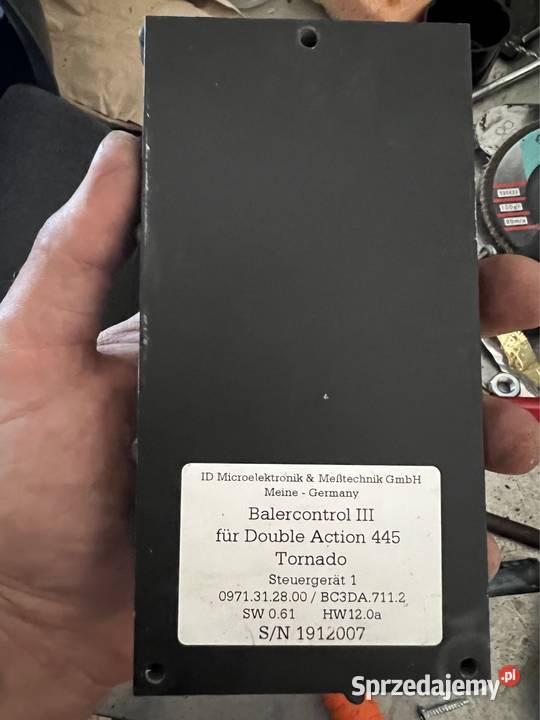 ID Microelektronik & Meßtechnik GmbH
Meine - Germany
Balercontrol III
für Double Action 445
Tornado
Steuergerät 1
0971.31.28.00 / BC3DA.711.2
SW 0.61 HW12.0a
S/N 1912007
Sprzedajemy.pl